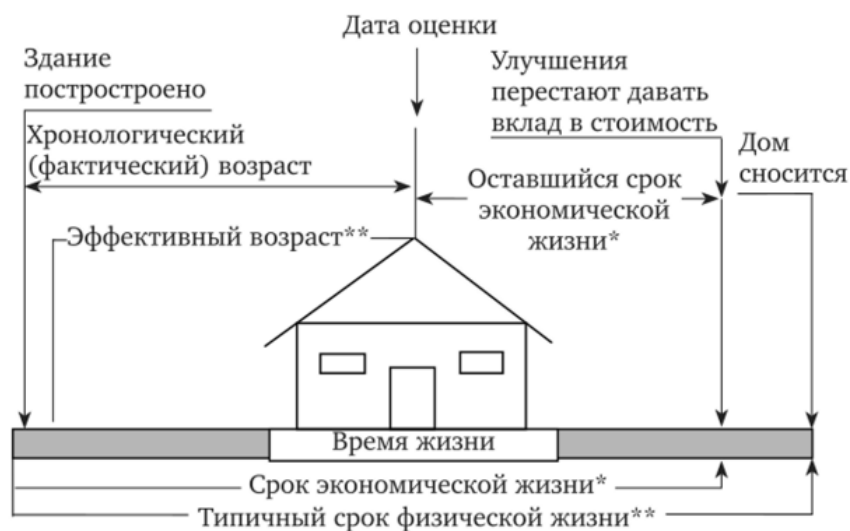 Дата оценки
Здание
простроено
Улучшения
перестают давать
вклад в стоимость
Хронологический
(фактический) возраст
Дом
сносится
Оставшийся срок
экономической
жизни*
Эффективный возраст**
Время жизни
Срок экономической жизни*
Типичный срок физической жизни**